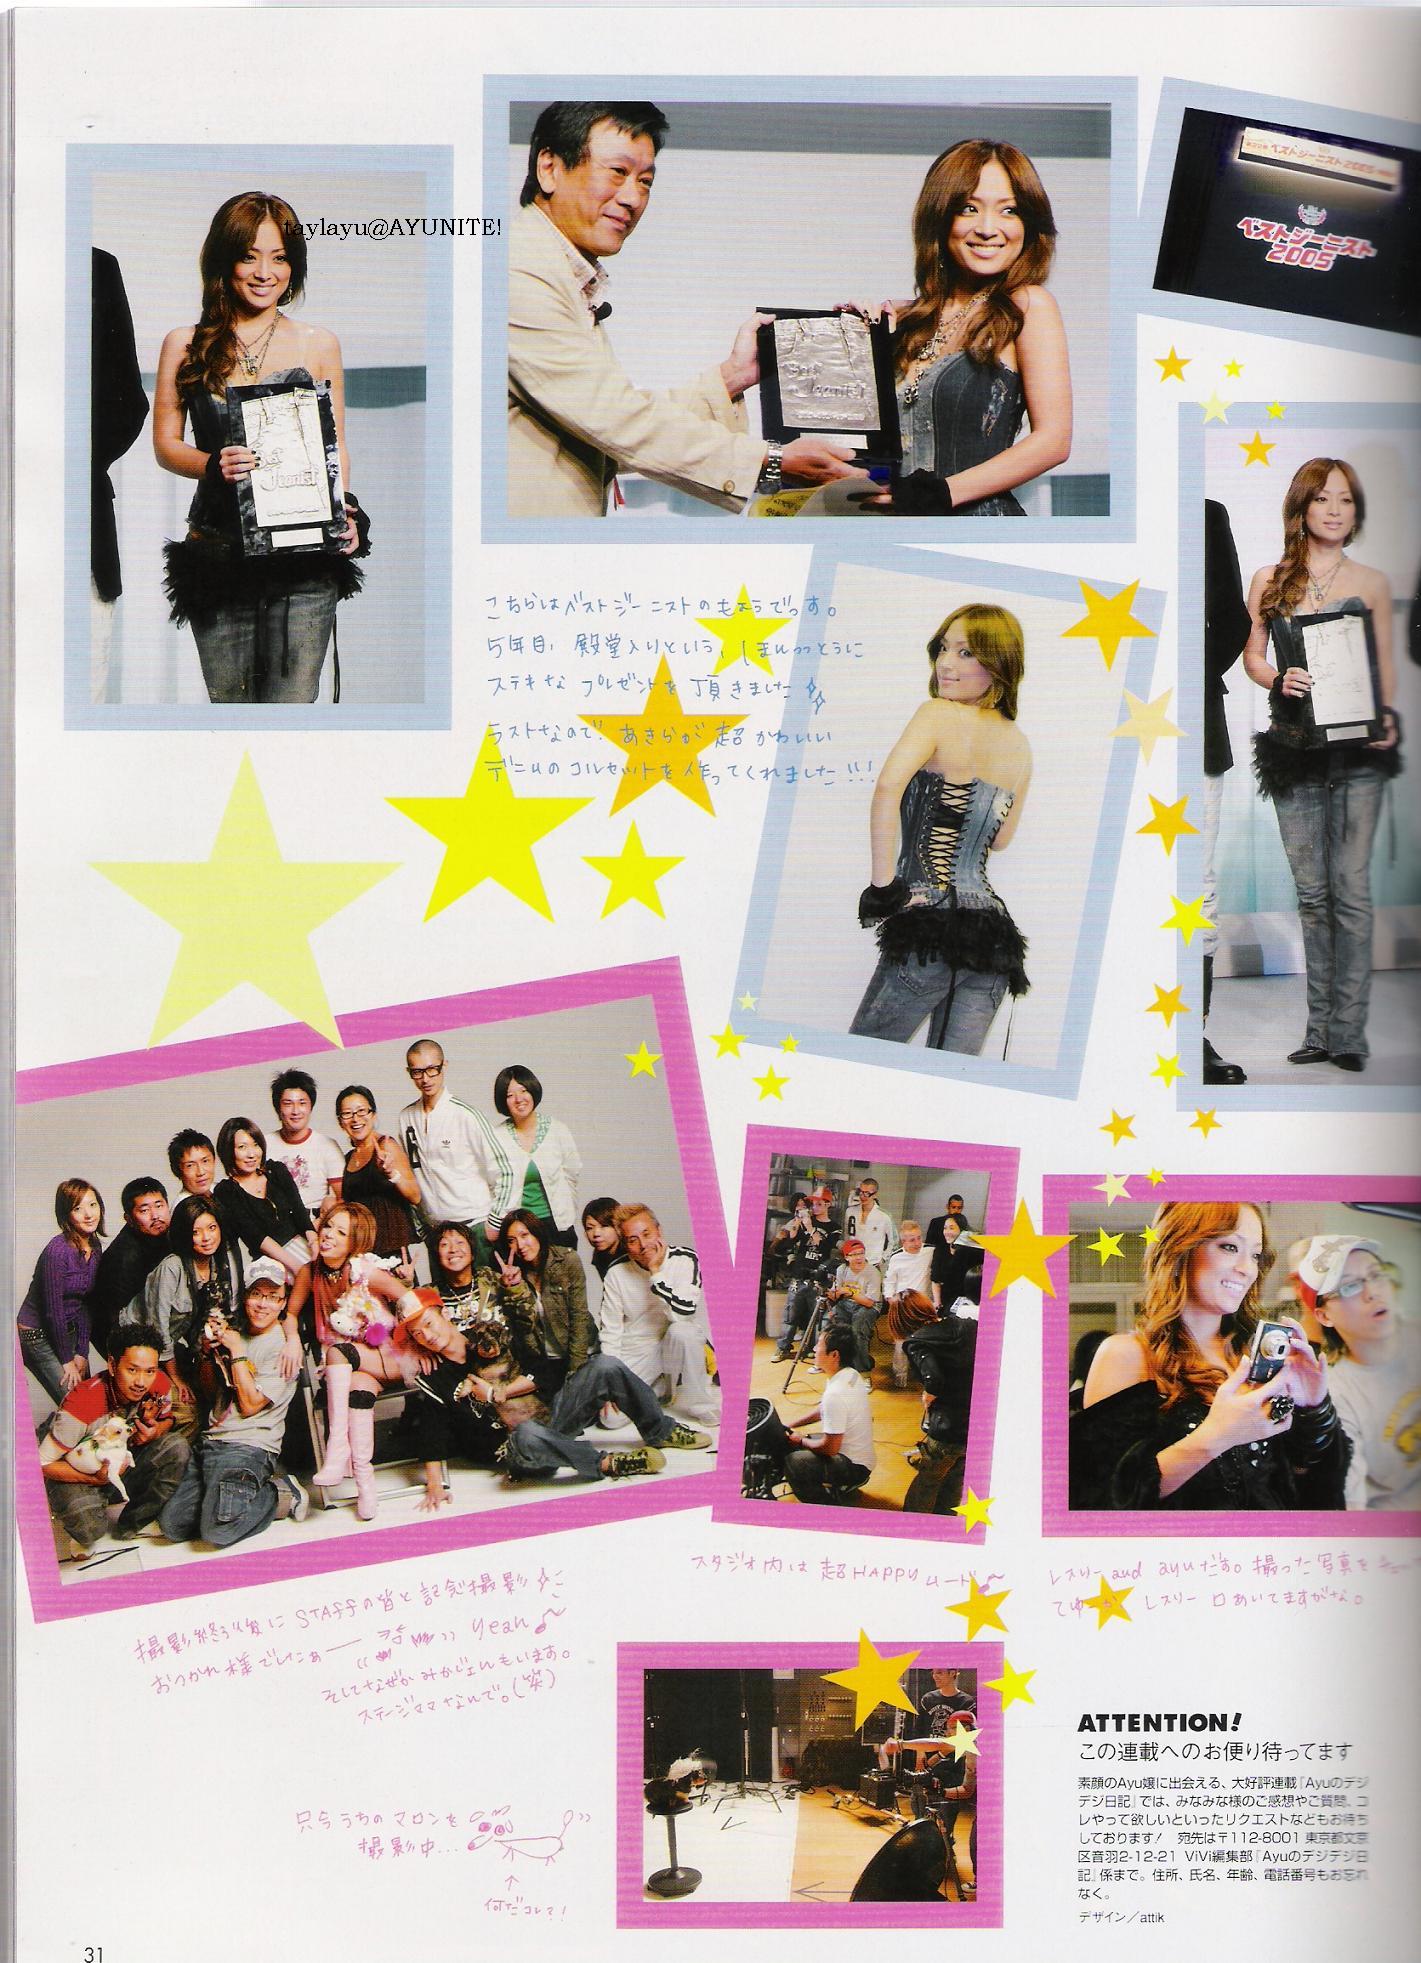 taylayu@AYUNITE!
Best
Jeanist
Best
Jeanist
ベストジーニスト2005
ベストジーニスト
2005
こちらはベストジーニストのもようでっす。
5年目、殿堂入りという、しまいっとうに
ステキなプレゼントを頂きました
ラストなので、あきらが超かわいい
デニムのコルセットを作ってくれました!!!
撮影終了後にSTAFFの皆と記念撮影
おつかれ様でしたぁ―― Yeah
そしてなぜかみかじょんもいます。
ステージママなんで。(笑)
スタジオ内は超HAPPYムード♪
レスリー and ayuだす。撮った写真を
てゆーか レスリー 口あいてますがな。
只今うちのマロンを
撮影中...
↑
何だコレ?!
ATTENTION!
この連載へのお便り待ってます
素顔のAyu嬢に出会える、大好評連載『Ayuのデジ
デジ日記』では、みなみな様のご感想やご質問、コ
レやって欲しいといったリクエストなどもお待ち
しております! 宛先は〒112-8001 東京都文京
区音羽2-12-21 ViVi編集部『Ayuのデジデジ日
記』係まで。住所、氏名、年齢、電話番号もお忘れ
なく。
デザイン/attik
31